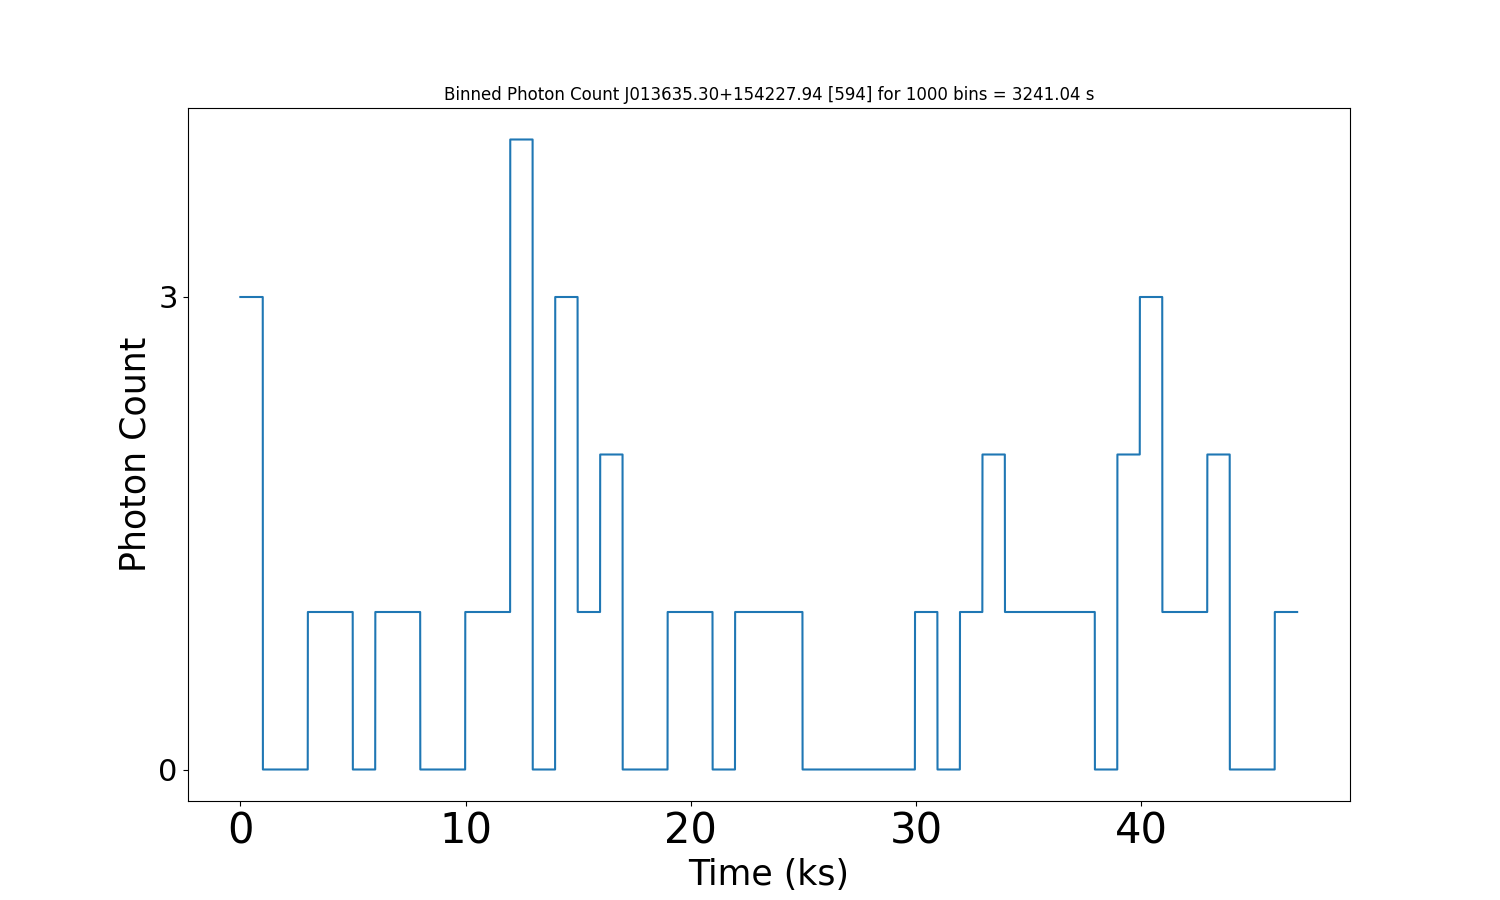 Binned Photon Count J013635.30+154227.94 [594] for 1000 bins = 3241.04 s
3
0
Photon Count
0 10 20 30 40
Time (ks)